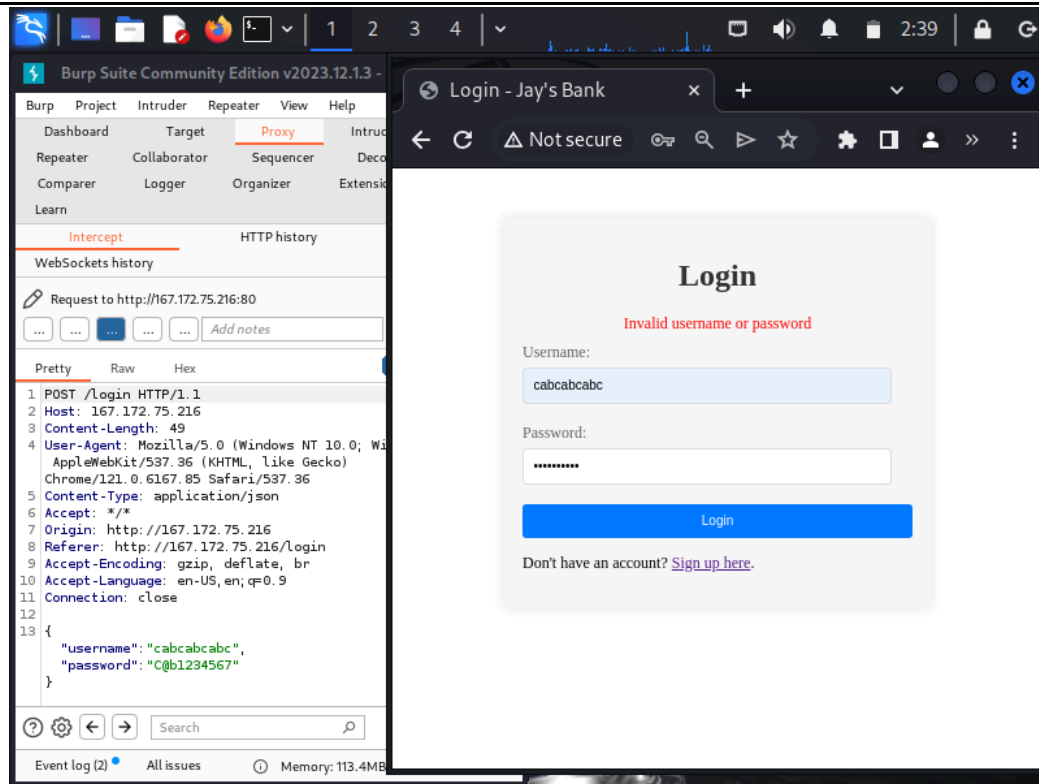 1 2 3 4 2:39
Burp Suite Community Edition v2023.12.1.3 -
Burp Project Intruder Repeater View Help
Dashboard Target Proxy Intruc
Repeater Collaborator Sequencer Deco
Comparer Logger Organizer Extensio
Learn
Intercept HTTP history
WebSockets history
Request to http://167.172.75.216:80
... ... ... ... ... Add notes
Pretty Raw Hex
1 POST /login HTTP/1.1
2 Host: 167.172.75.216
3 Content-Length: 49
4 User-Agent: Mozilla/5.0 (Windows NT 10.0; Wi
AppleWebKit/537.36 (KHTML, like Gecko)
Chrome/121.0.6167.85 Safari/537.36
5 Content-Type: application/json
6 Accept: */*
7 Origin: http://167.172.75.216
8 Referer: http://167.172.75.216/login
9 Accept-Encoding: gzip, deflate, br
10 Accept-Language: en-US,en;q=0.9
11 Connection: close
12
13 {
"username":"cabcabcabc",
"password":"C@b1234567"
}
Search
Event log (2) All issues Memory: 113.4MB
Login - Jay's Bank
Not secure
Login
Invalid username or password
Username:
cabcabcabc
Password:
••••••••••
Login
Don't have an account? Sign up here.